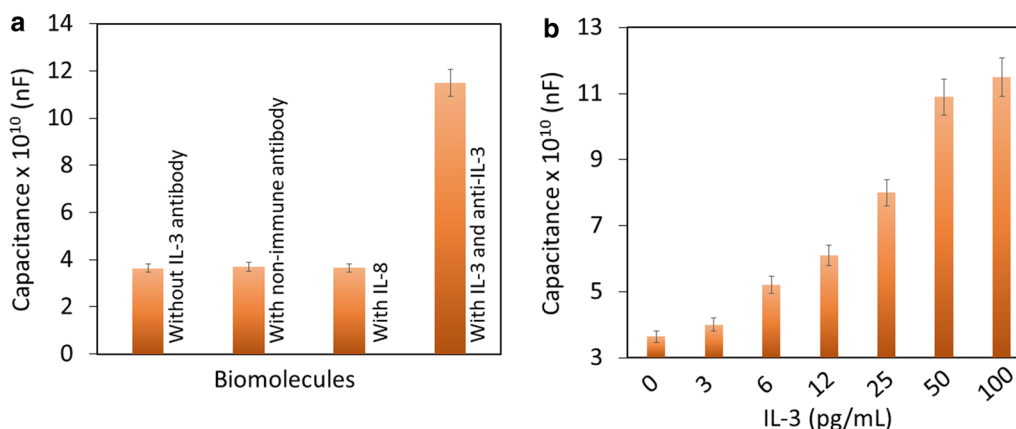 a
Capacitance x 10¹⁰ (nF)
14
12
10
8
6
4
2
0
Without IL-3 antibody
With non-immune antibody
With IL-8
With IL-3 and anti-IL-3
Biomolecules
b
Capacitance x 10¹⁰ (nF)
13
11
9
7
5
3
0
3
6
12
25
50
100
IL-3 (pg/mL)